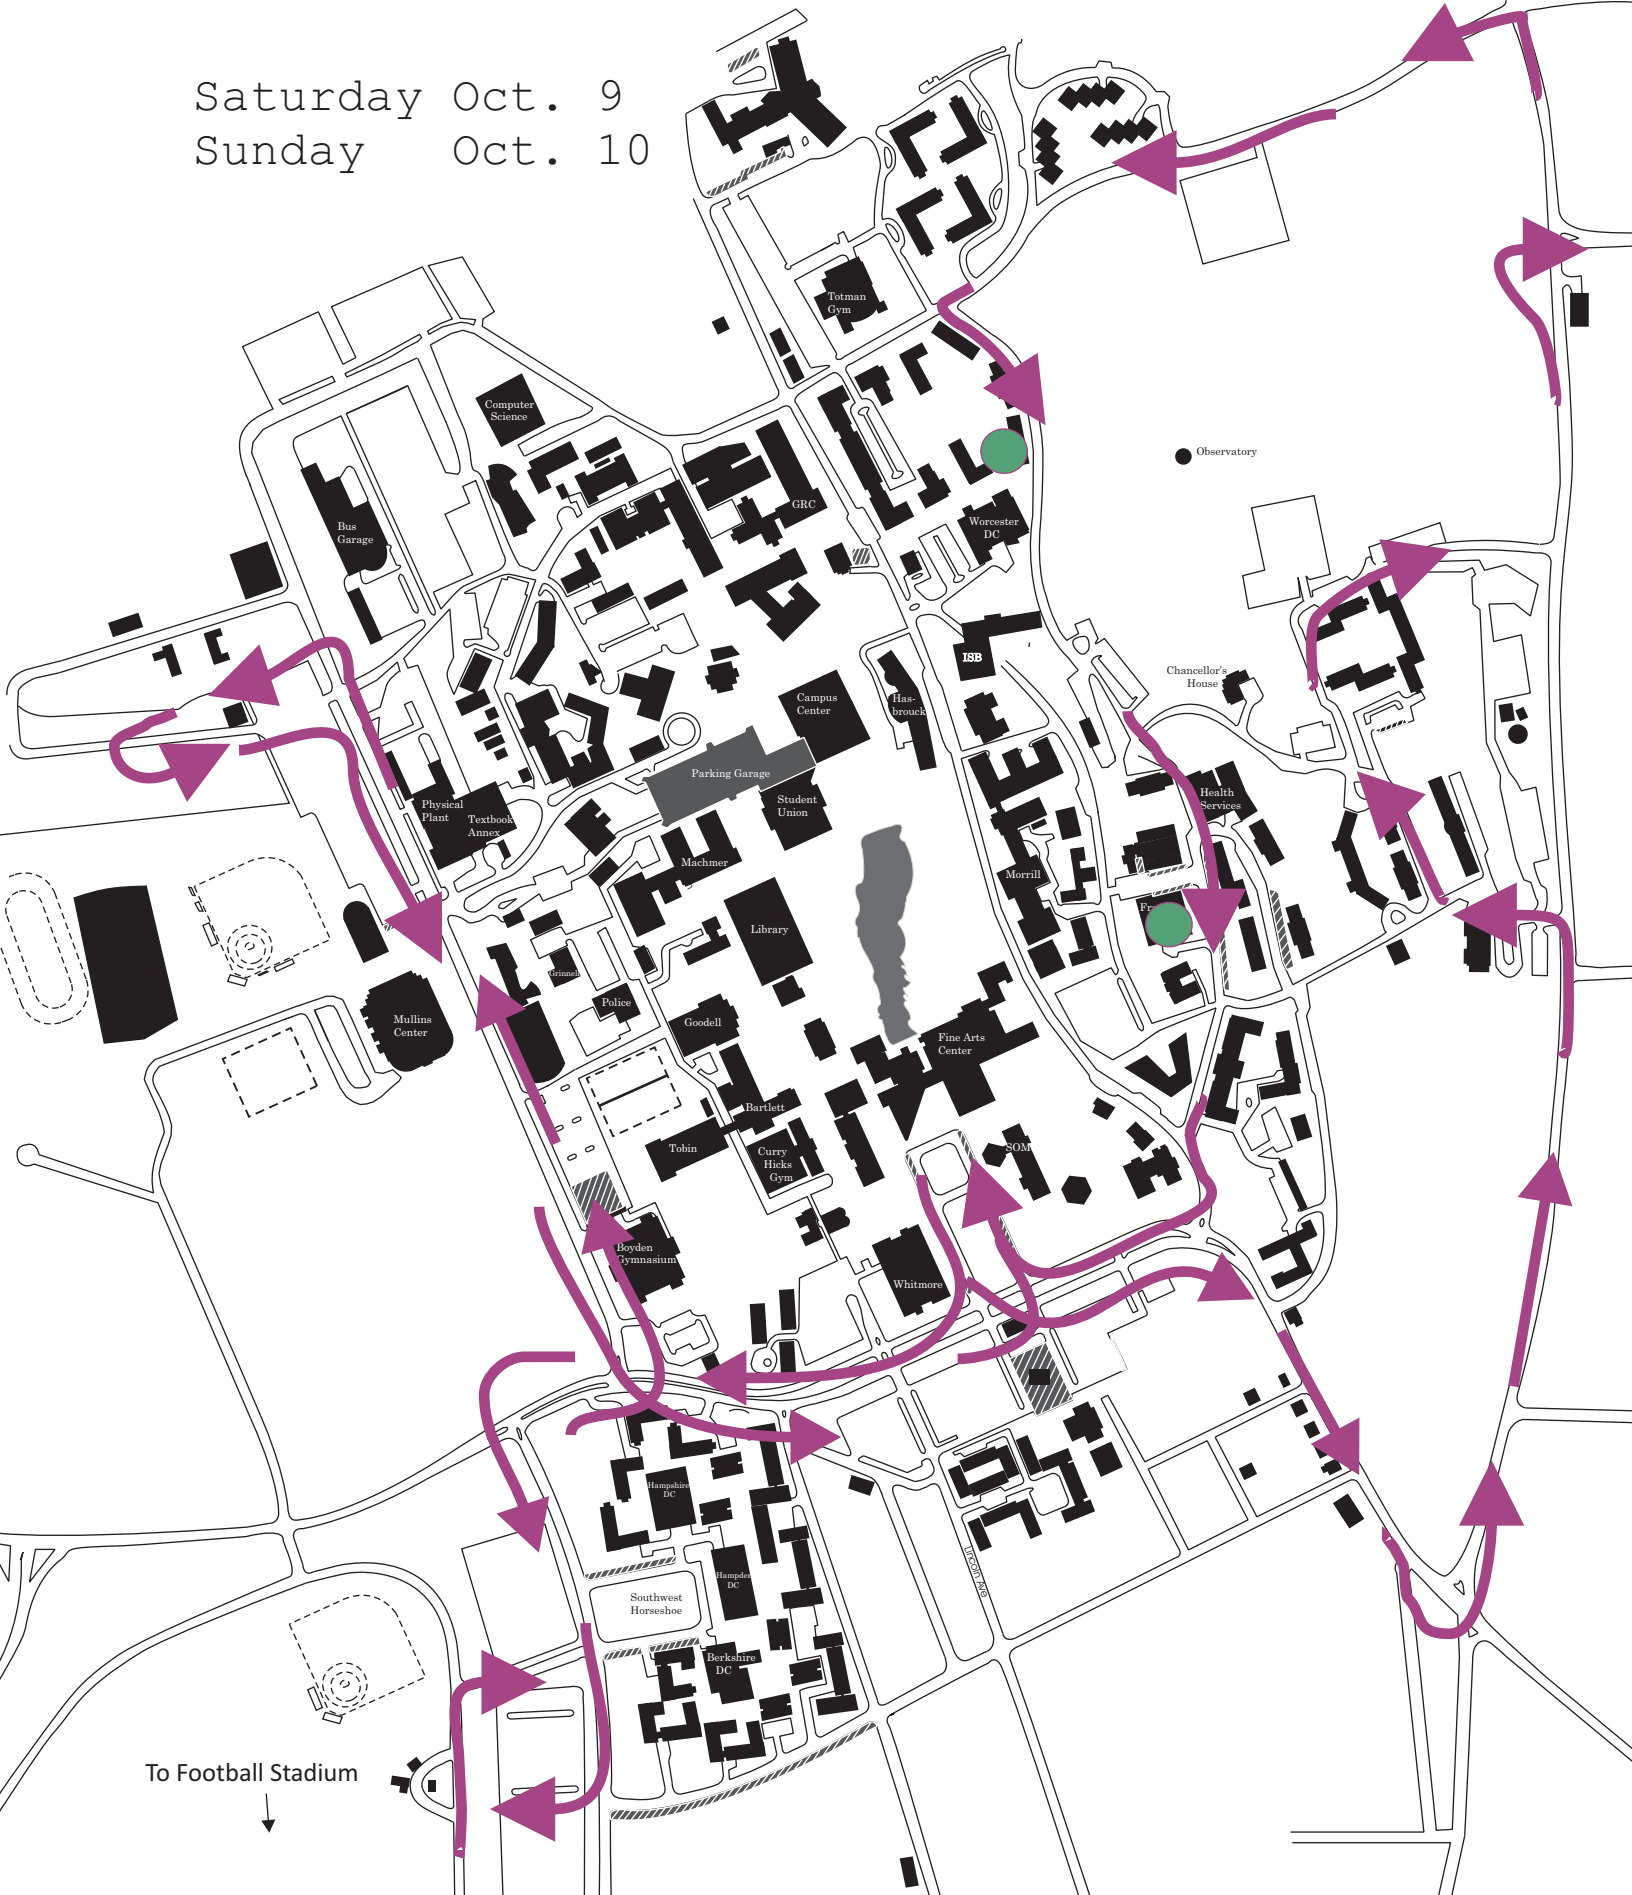 Saturday Oct. 9
Sunday Oct. 10
Totman
Gym
Computer
Science
Observatory
GRC
Bus
Garage
Worcester
DC
ISB
Chancellor's
House
Campus
Center
Has-
brouck
Parking Garage
Student
Union
Health
Services
Physical
Plant
Textbook
Annex
Machmer
Morrill
Library
Grinnell
Police
Mullins
Center
Goodell
Fine Arts
Center
Bartlett
Tobin
Curry
Hicks
Gym
SOM
Boyden
Gymnasium
Whitmore
Hampshire
DC
Lincoln Ave
Hampden
DC
Southwest
Horseshoe
Berkshire
DC
To Football Stadium